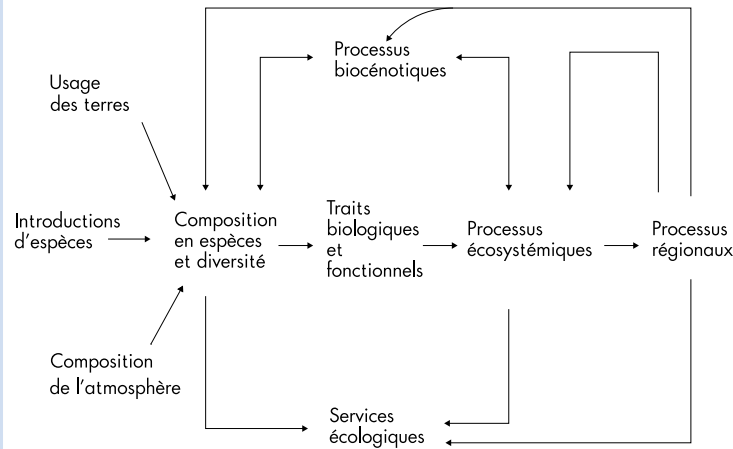 Processus
biocénotiques
Usage
des terres
Introductions
d'espèces
Composition
en espèces
et diversité
Traits
biologiques
et
fonctionnels
Processus
écosystémiques
Processus
régionaux
Composition
de l'atmosphère
Services
écologiques